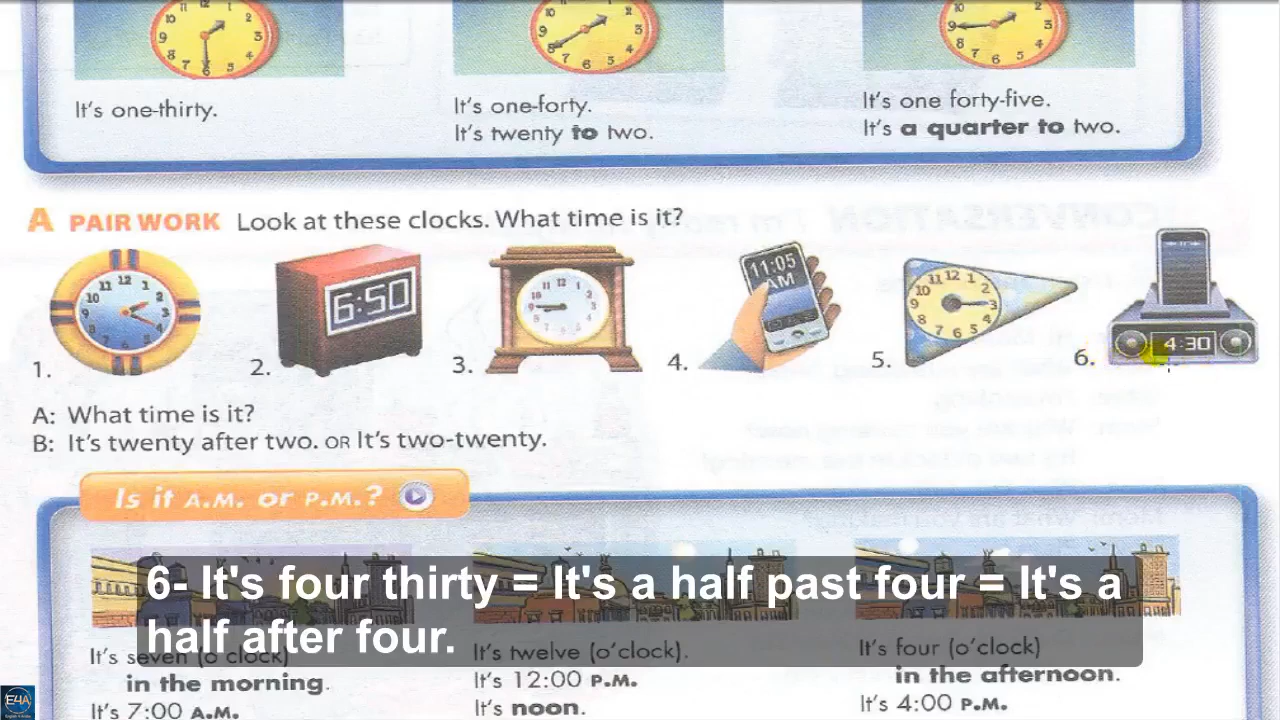 It's one-thirty.
It's one-forty.
It's twenty to two.
It's one forty-five.
It's a quarter to two.
A PAIR WORK Look at these clocks. What time is it?
6:50
11:05
AM
4:30
1.
2.
3.
4.
5.
6.
A: What time is it?
B: It's twenty after two. OR It's two-twenty.
Is it A.M. or P.M.?
6- It's four thirty = It's a half past four = It's a
half after four.
It's seven (o'clock)
in the morning.
It's 7:00 A.M.
It's twelve (o'clock).
It's 12:00 P.M.
It's noon.
It's four (o'clock)
in the afternoon.
It's 4:00 P.M.
E4A